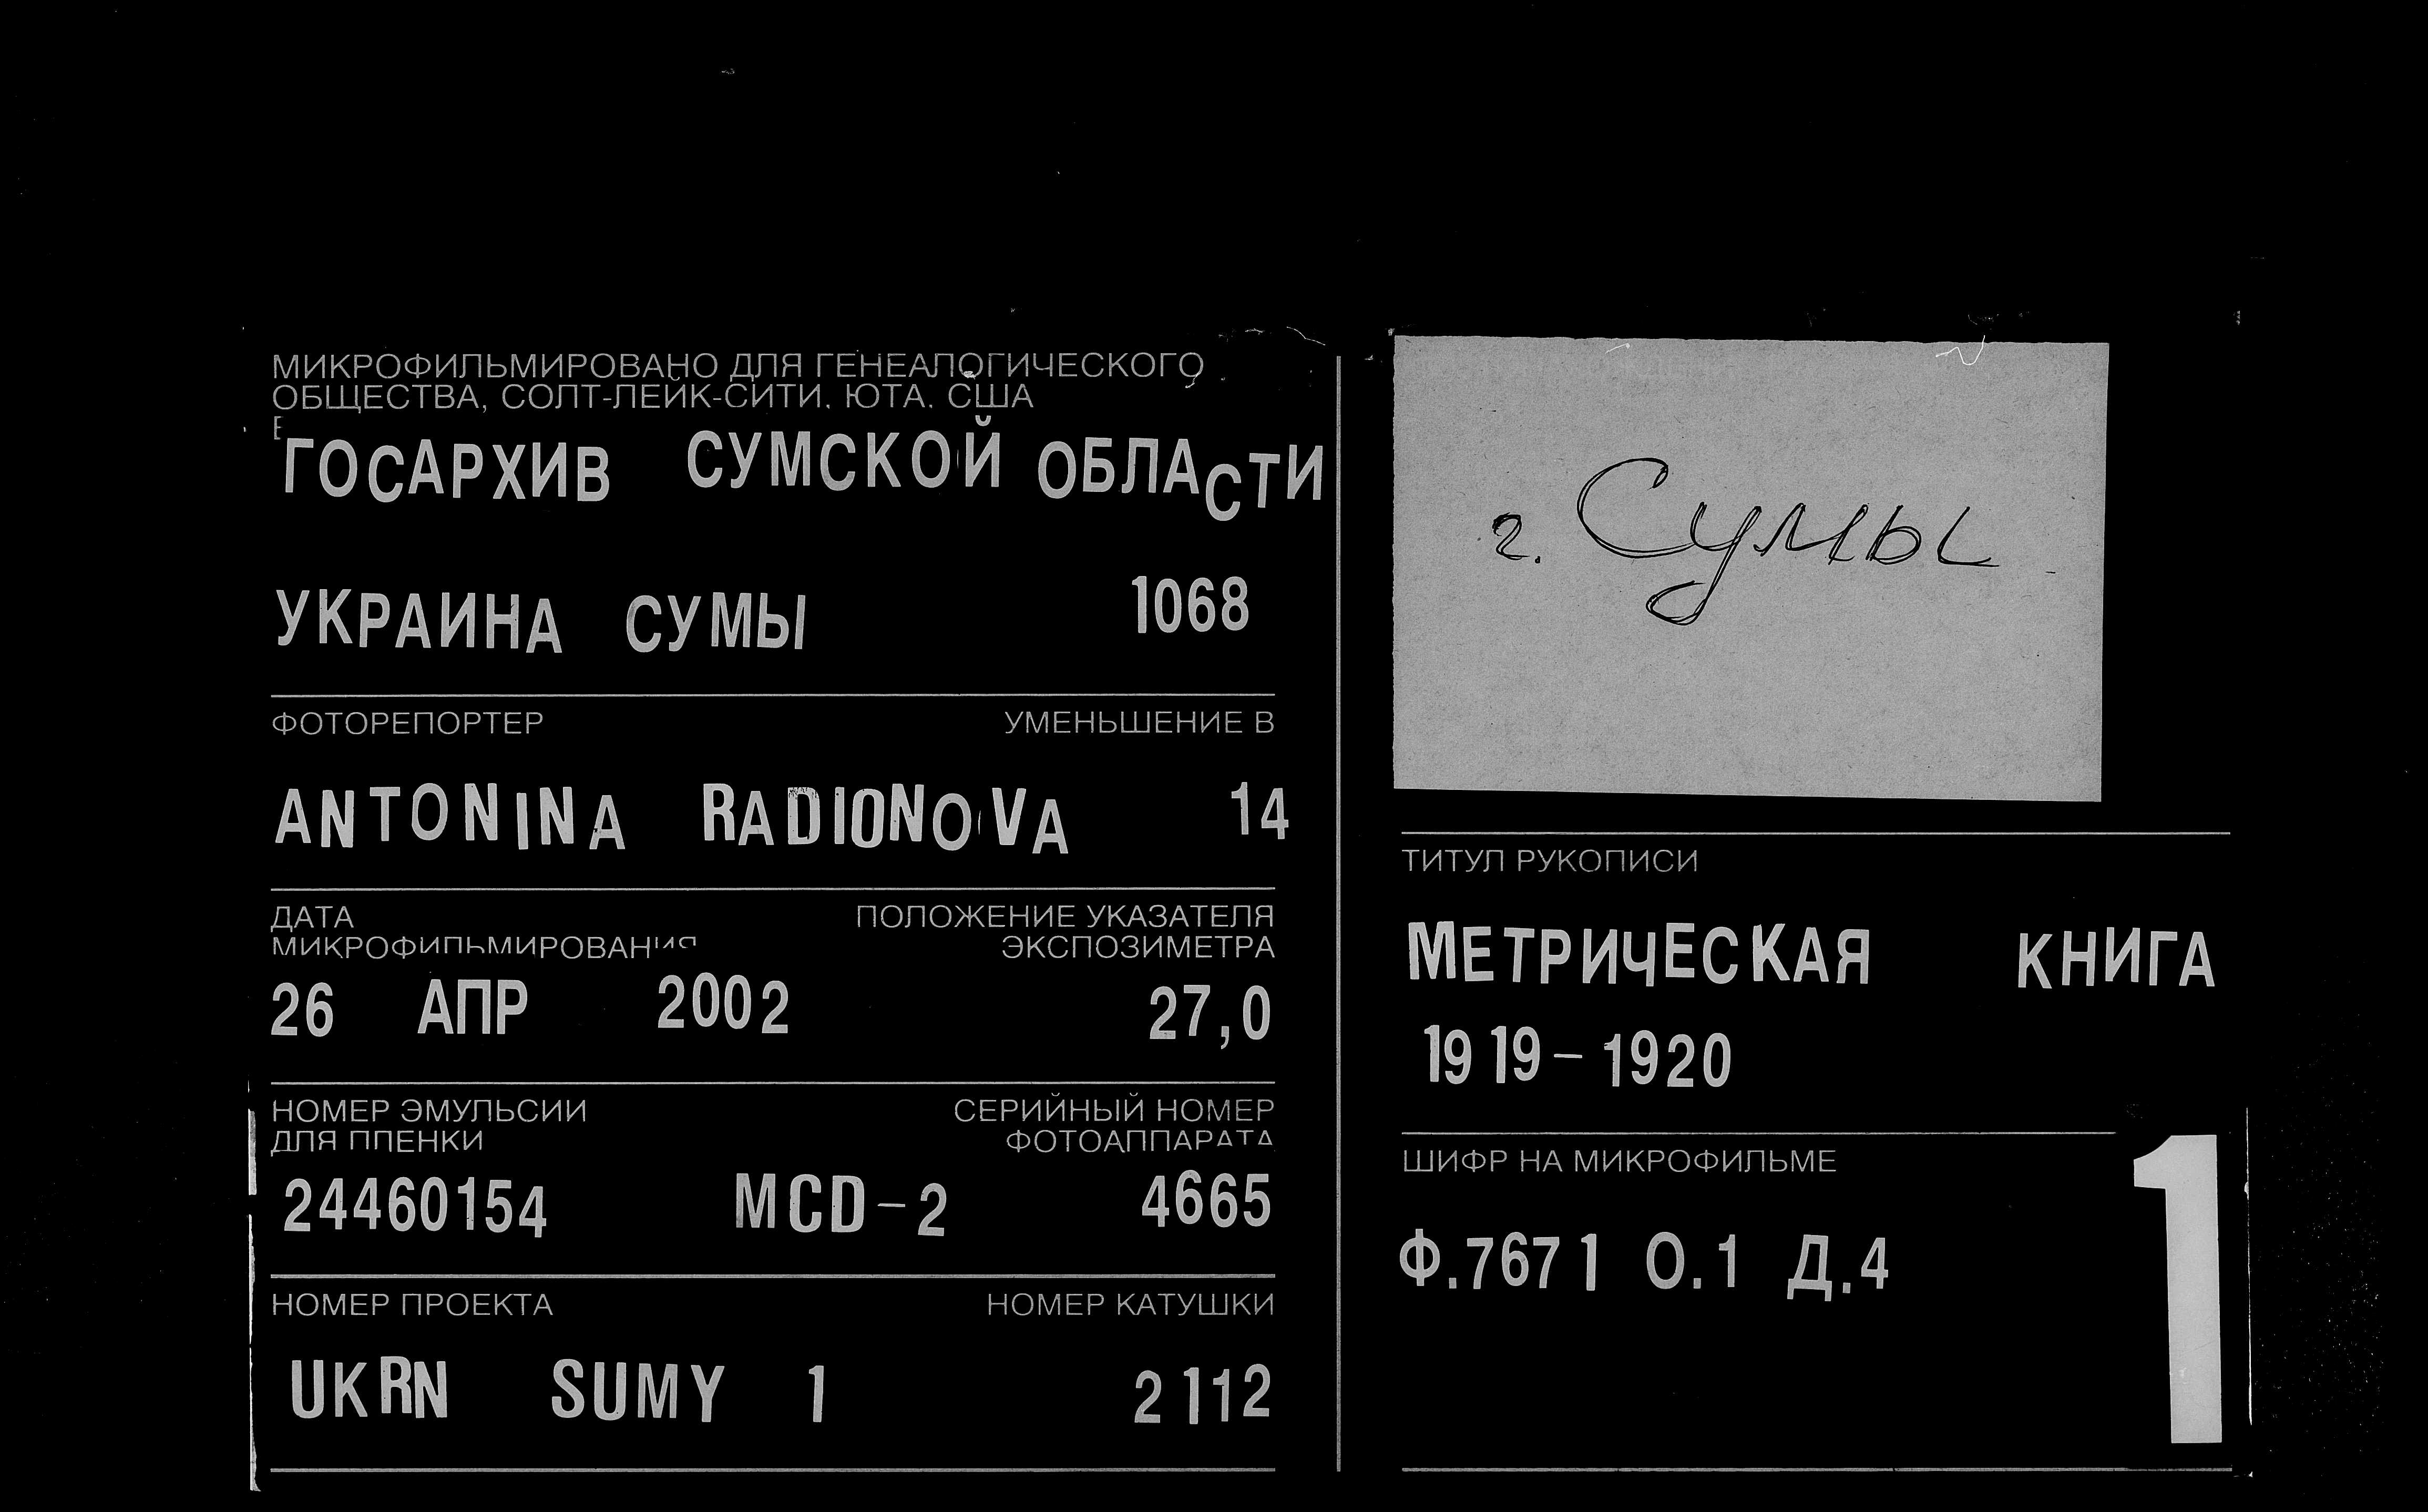 МИКРОФИЛЬМИРОВАНО ДЛЯ ГЕНЕАЛОГИЧЕСКОГО
ОБЩЕСТВА, СОЛТ-ЛЕЙК-СИТИ, ЮТА, США
ГОСАРХИВ СУМСКОЙ ОБЛАСТИ
УКРАИНА СУМЫ 1068
ФОТОРЕПОРТЕР УМЕНЬШЕНИЕ В
ANTONINA RADIONOVA 14
ДАТА ПОЛОЖЕНИЕ УКАЗАТЕЛЯ
МИКРОФИЛЬМИРОВАНИЯ ЭКСПОЗИМЕТРА
26 АПР 2002 27,0
НОМЕР ЭМУЛЬСИИ СЕРИЙНЫЙ НОМЕР
ДЛЯ ПЛЕНКИ ФОТОАППАРАТА
24460154 MCD-2 4665
НОМЕР ПРОЕКТА НОМЕР КАТУШКИ
UKRN SUMY 1 2112
г. Сумы
ТИТУЛ РУКОПИСИ
МЕТРИЧЕСКАЯ КНИГА
1919-1920
ШИФР НА МИКРОФИЛЬМЕ
Ф.7671 О.1 Д.4
1